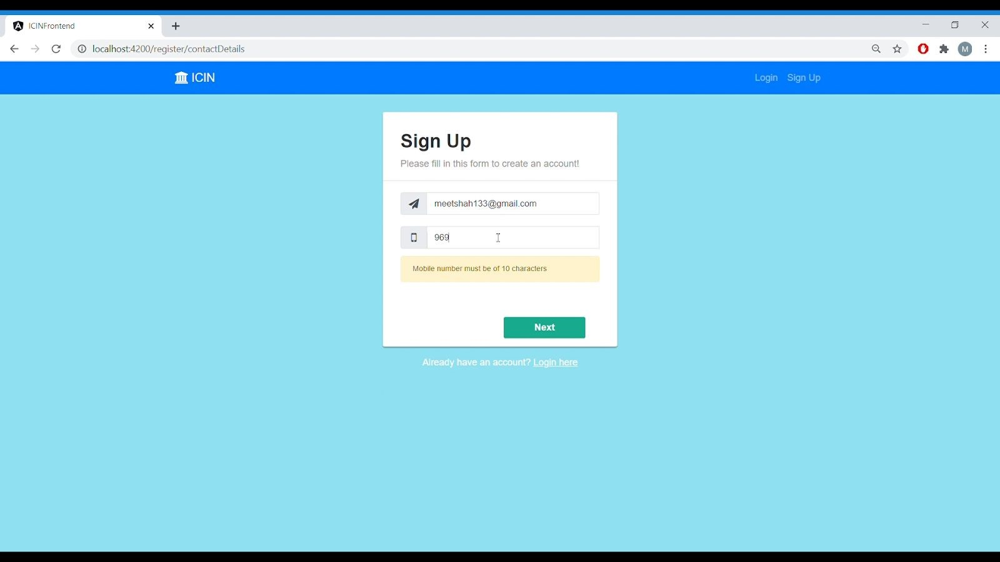 ICINFrontend
localhost:4200/register/contactDetails
M
ICIN
Login
Sign Up
Sign Up
Please fill in this form to create an account!
meetshah133@gmail.com
969
Mobile number must be of 10 characters
Next
Already have an account? Login here